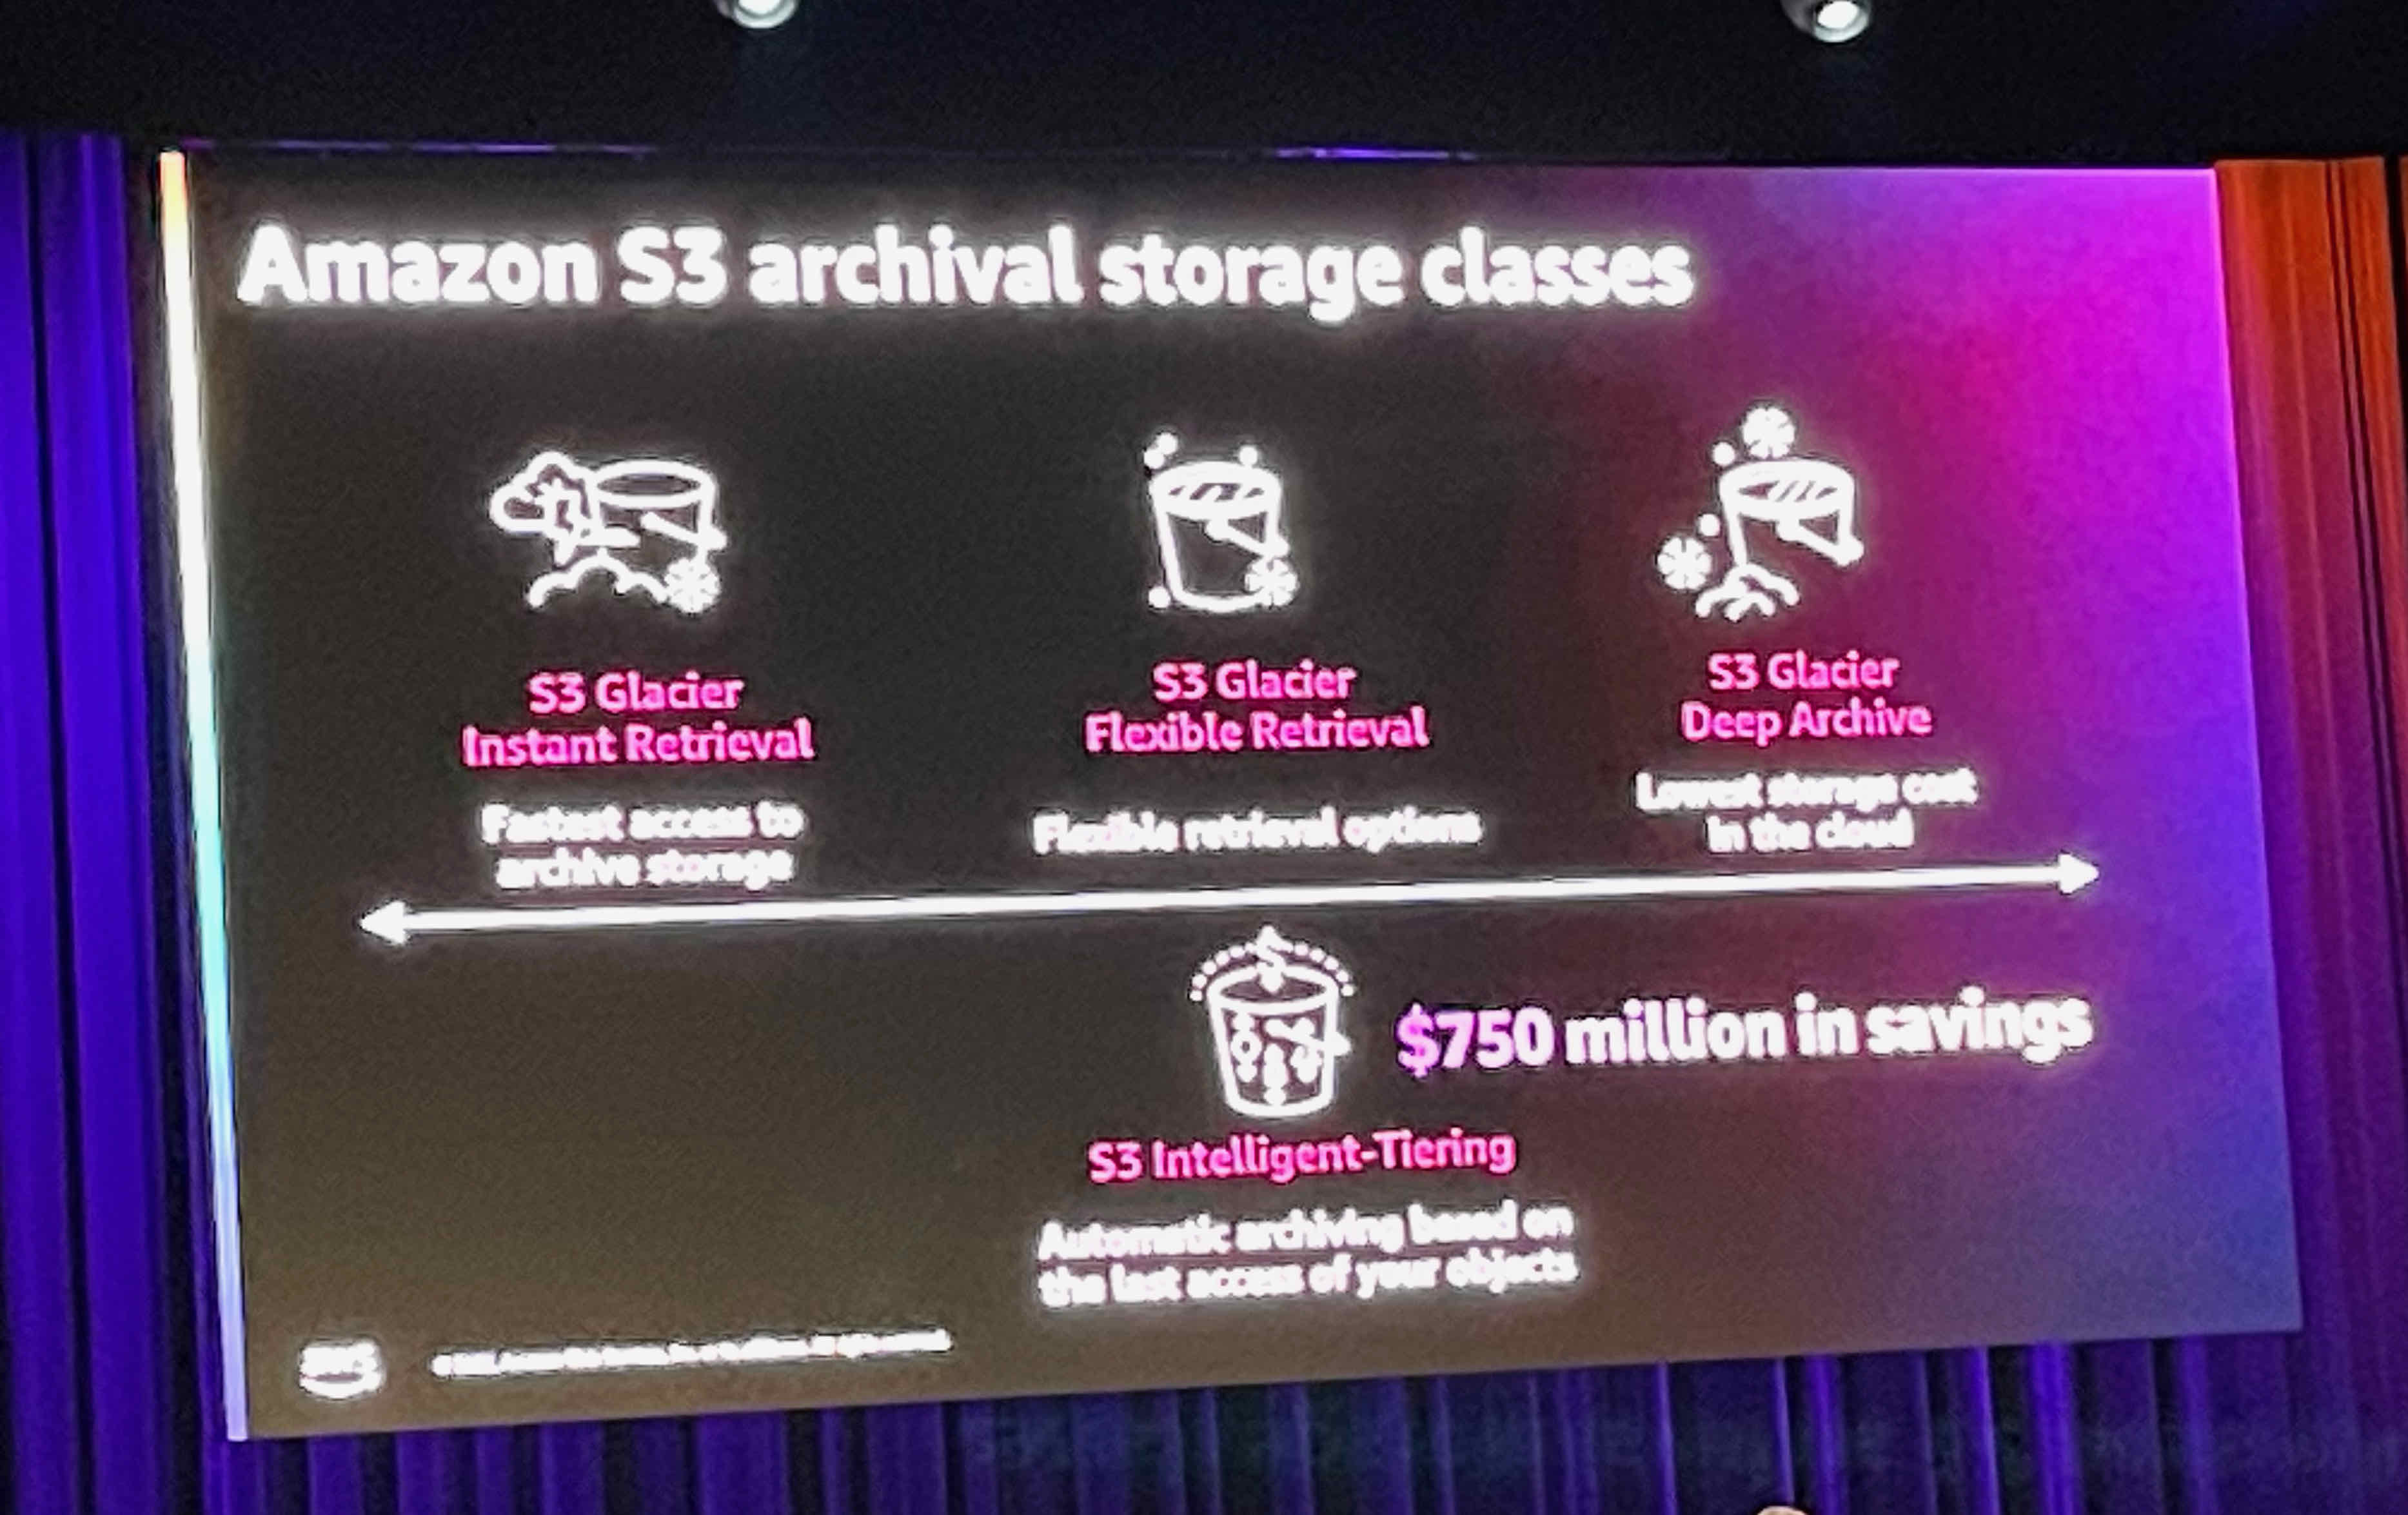 Amazon S3 archival storage classes
S3 Glacier
Instant Retrieval
Fastest access to
archive storage
S3 Glacier
Flexible Retrieval
Flexible retrieval options
S3 Glacier
Deep Archive
Lowest storage cost
in the cloud
$750 million in savings
S3 Intelligent-Tiering
Automatic archiving based on
the last access of your objects
aws